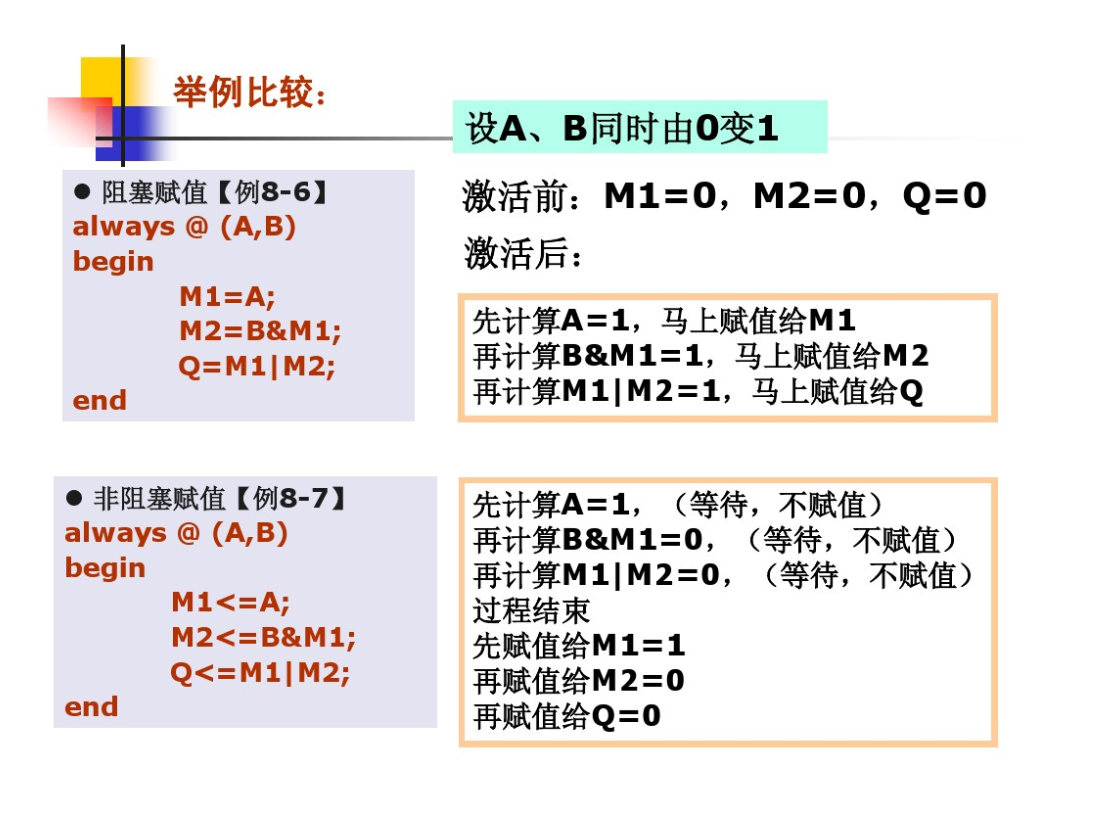 举例比较：
设A、B同时由0变1
● 阻塞赋值【例8-6】
always @ (A,B)
begin
M1=A;
M2=B&M1;
Q=M1|M2;
end
激活前：M1=0，M2=0，Q=0
激活后：
先计算A=1，马上赋值给M1
再计算B&M1=1，马上赋值给M2
再计算M1|M2=1，马上赋值给Q
● 非阻塞赋值【例8-7】
always @ (A,B)
begin
M1<=A;
M2<=B&M1;
Q<=M1|M2;
end
先计算A=1，（等待，不赋值）
再计算B&M1=0，（等待，不赋值）
再计算M1|M2=0，（等待，不赋值）
过程结束
先赋值给M1=1
再赋值给M2=0
再赋值给Q=0